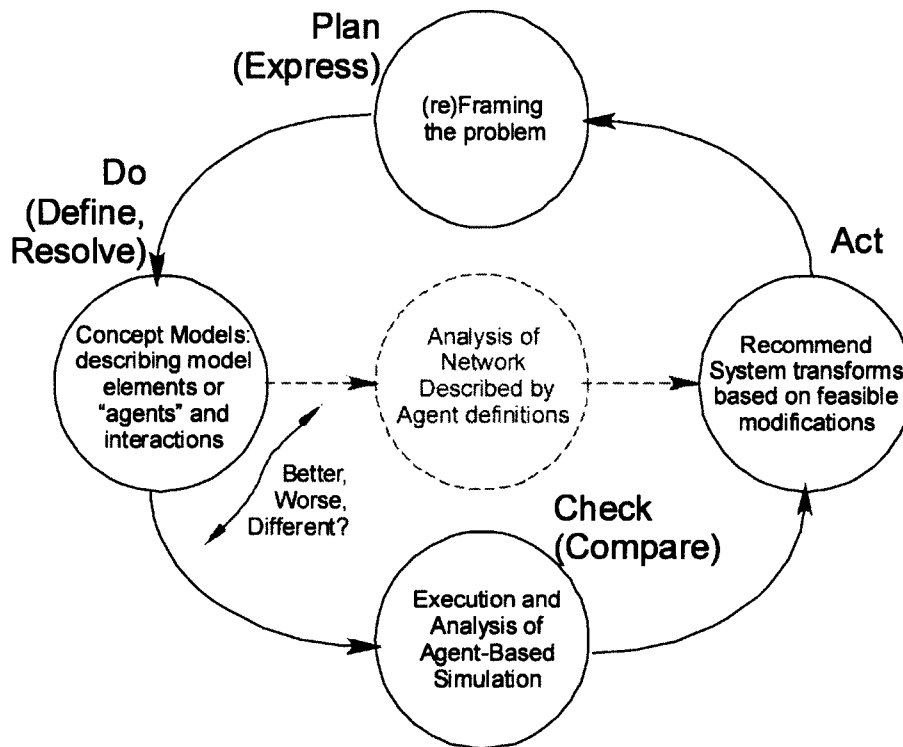 Plan
(Express)
(re)Framing
the problem
Do
(Define,
Resolve)
Act
Concept Models:
describing model
elements or
“agents” and
interactions
Analysis of
Network
Described by
Agent definitions
Recommend
System transforms
based on feasible
modifications
Better,
Worse,
Different?
Check
(Compare)
Execution and
Analysis of
Agent-Based
Simulation